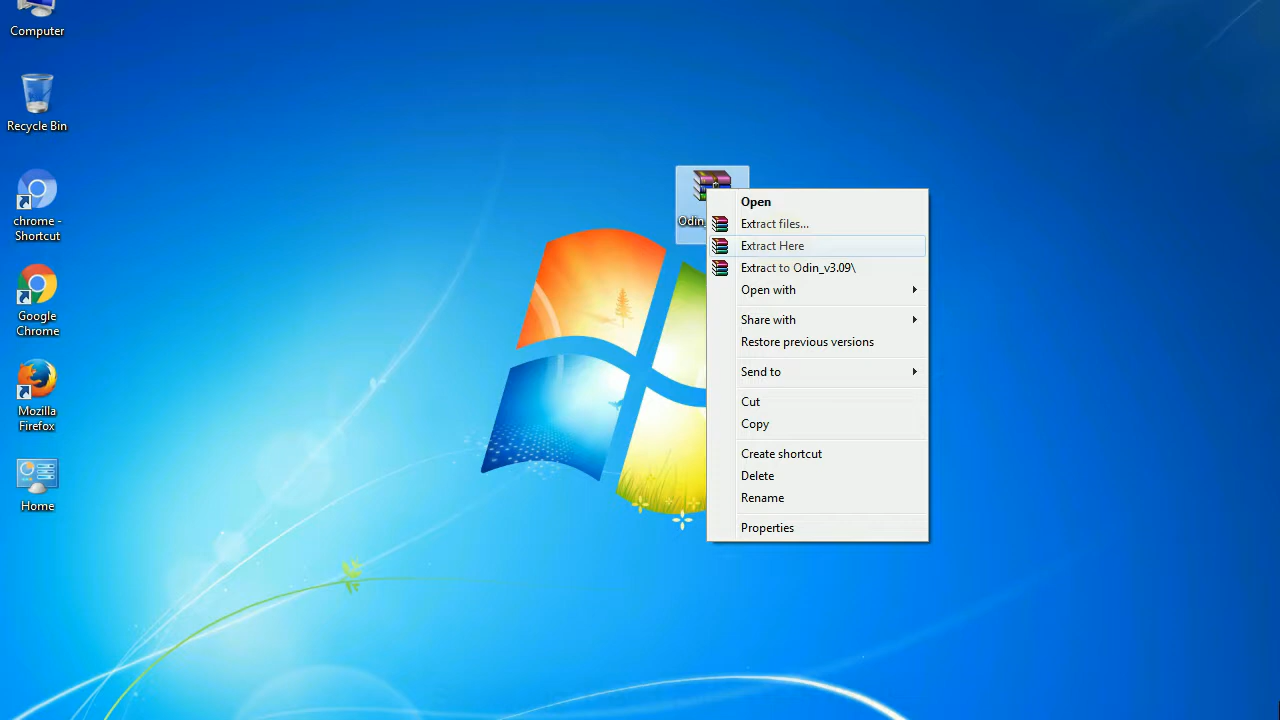 Computer
Recycle Bin
chrome -
Shortcut
Google
Chrome
Mozilla
Firefox
Home
Odin_
Open
Extract files...
Extract Here
Extract to Odin_v3.09\
Open with
Share with
Restore previous versions
Send to
Cut
Copy
Create shortcut
Delete
Rename
Properties